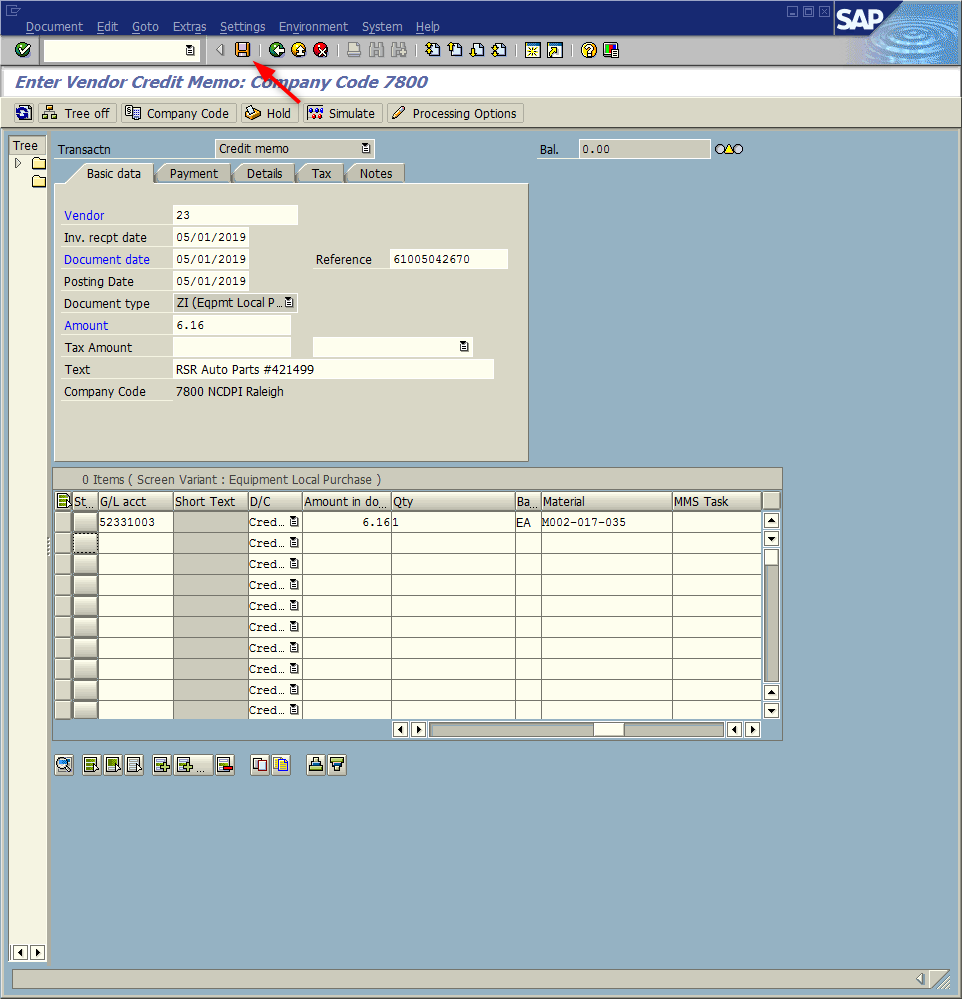 Document Edit Goto Extras Settings Environment System Help
SAP
Enter Vendor Credit Memo: Company Code 7800
Tree off Company Code Hold Simulate Processing Options
Tree
Transactn Credit memo Bal. 0.00
Basic data Payment Details Tax Notes
Vendor 23
Inv. recpt date 05/01/2019
Document date 05/01/2019 Reference 61005042670
Posting Date 05/01/2019
Document type ZI (Eqpmt Local P...
Amount 6.16
Tax Amount
Text RSR Auto Parts #421499
Company Code 7800 NCDPI Raleigh
0 Items ( Screen Variant : Equipment Local Purchase )
St... G/L acct Short Text D/C Amount in do... Qty Ba... Material MMS Task
52331003 Cred... 6.16 1 EA M002-017-035
Cred...
Cred...
Cred...
Cred...
Cred...
Cred...
Cred...
Cred...
Cred...